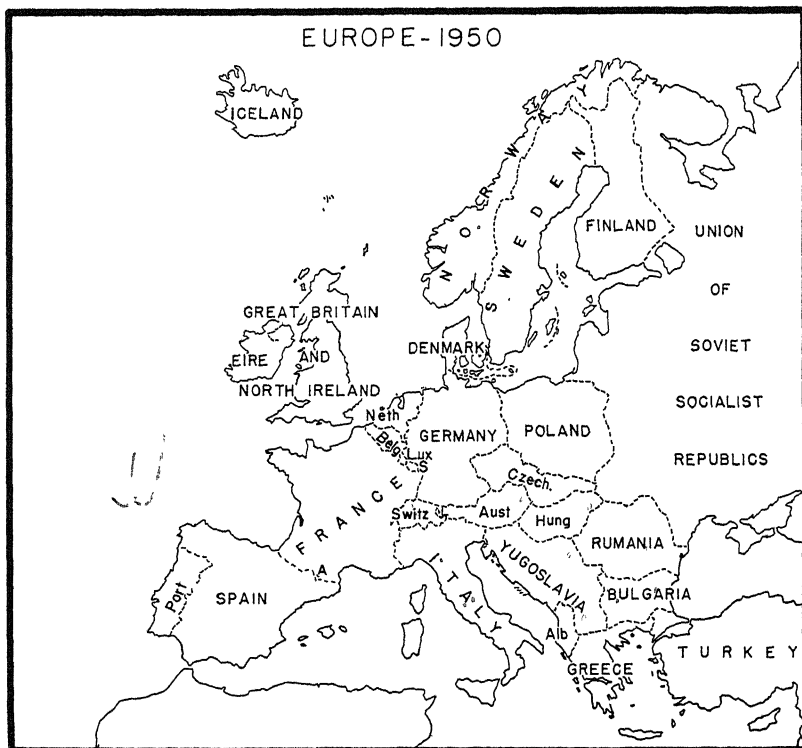 EUROPE-1950
ICELAND
NORWAY
SWEDEN
FINLAND
UNION
OF
SOVIET
SOCIALIST
REPUBLICS
GREAT BRITAIN
AND
NORTH IRELAND
EIRE
DENMARK
Neth
Belg
Lux
S
GERMANY
POLAND
Czech.
FRANCE
Switz
Aust
Hung
RUMANIA
YUGOSLAVIA
BULGARIA
ITALY
A
Port
SPAIN
Alb
GREECE
TURKEY